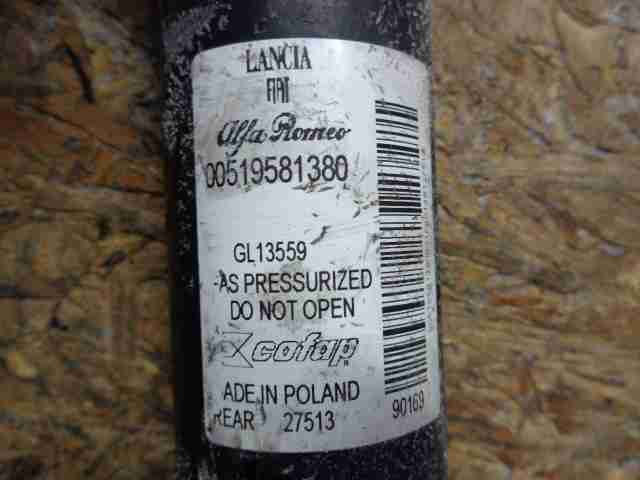 LANCIA
FIAT
Alfa Romeo
00519581380
GL13559
-AS PRESSURIZED
DO NOT OPEN
cofap
ADE IN POLAND
REAR 27513
90169